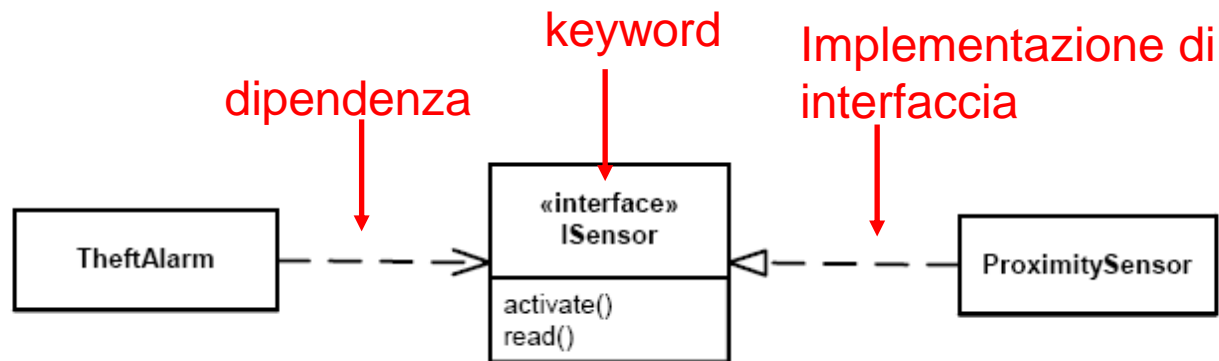 keyword
Implementazione di
interfaccia
dipendenza
«interface»
ISensor
TheftAlarm
ProximitySensor
activate()
read()